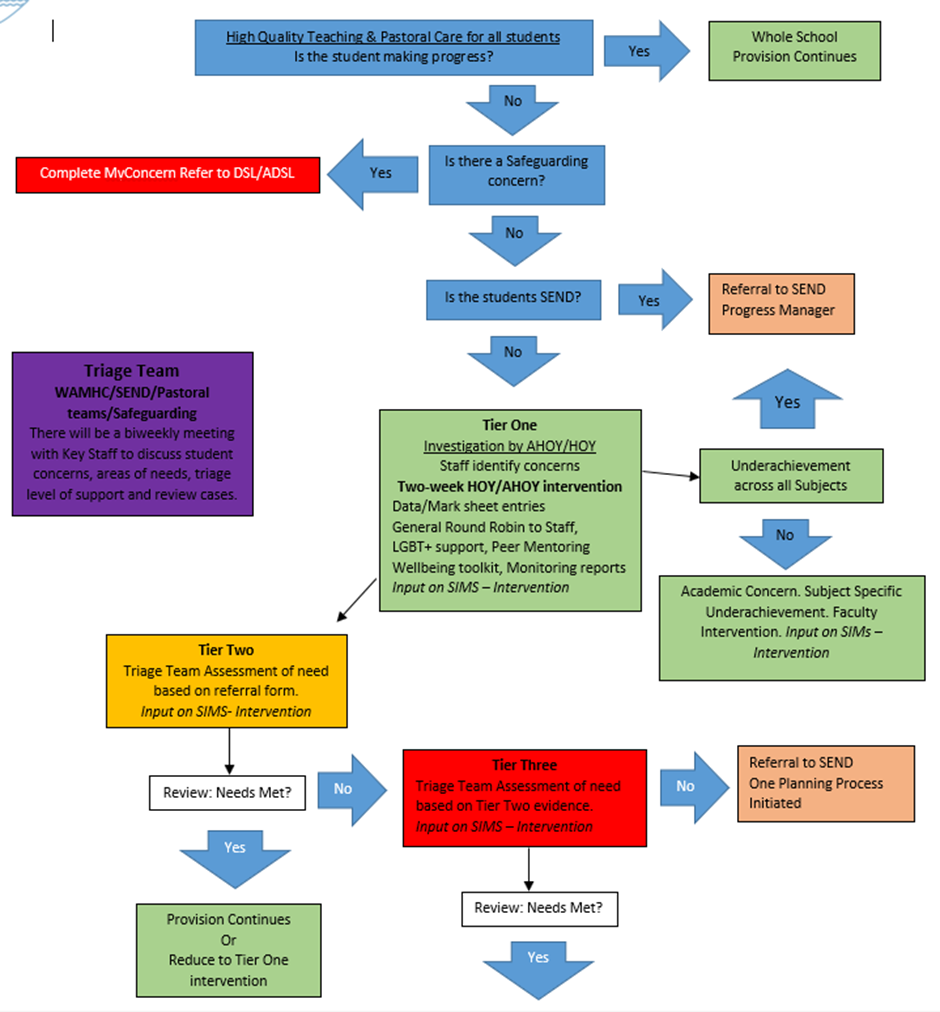 High Quality Teaching & Pastoral Care for all students
Is the student making progress?
Yes
Whole School
Provision Continues
No
Is there a Safeguarding
concern?
Yes
Complete MyConcern Refer to DSL/ADSL
No
Is the students SEND?
Yes
Referral to SEND
Progress Manager
No
Triage Team
WAMHC/SEND/Pastoral
teams/Safeguarding
There will be a biweekly meeting
with Key Staff to discuss student
concerns, areas of needs, triage
level of support and review cases.
Tier One
Investigation by AHOY/HOY
Staff identify concerns
Two-week HOY/AHOY intervention
Data/Mark sheet entries
General Round Robin to Staff,
LGBT+ support, Peer Mentoring
Wellbeing toolkit, Monitoring reports
Input on SIMS – Intervention
Yes
Underachievement
across all Subjects
No
Academic Concern. Subject Specific
Underachievement. Faculty
Intervention. Input on SIMs –
Intervention
Tier Two
Triage Team Assessment of need
based on referral form.
Input on SIMS- Intervention
Review: Needs Met?
No
Tier Three
Triage Team Assessment of need
based on Tier Two evidence.
Input on SIMS – Intervention
No
Referral to SEND
One Planning Process
Initiated
Yes
Provision Continues
Or
Reduce to Tier One
intervention
Review: Needs Met?
Yes